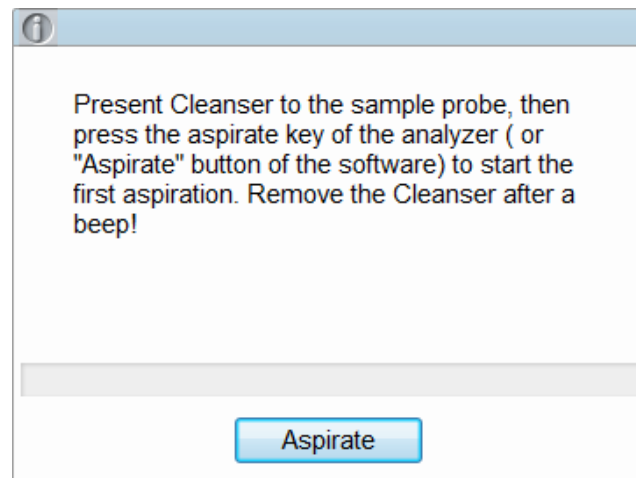 Present Cleanser to the sample probe, then
press the aspirate key of the analyzer ( or
"Aspirate" button of the software) to start the
first aspiration. Remove the Cleanser after a
beep!
Aspirate